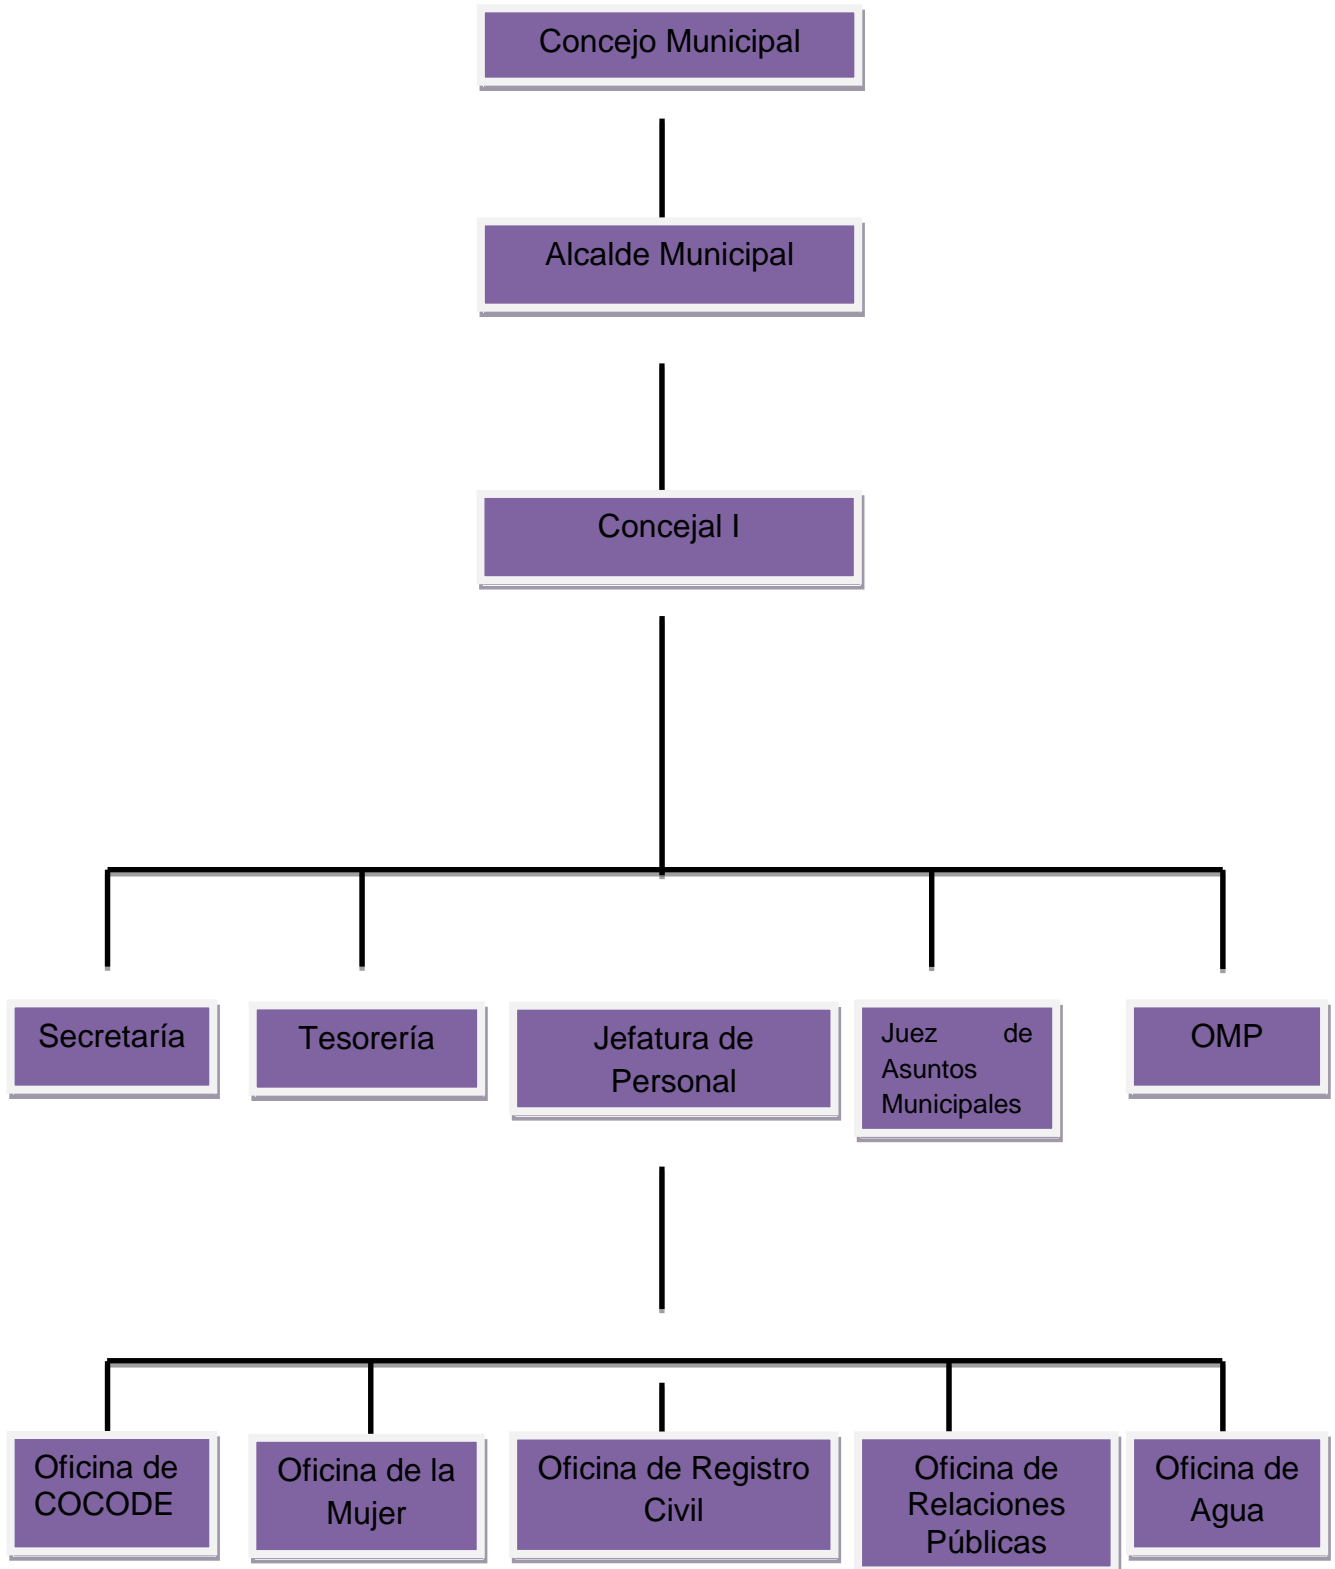 Concejo Municipal
Alcalde Municipal
Concejal I
Secretaría
Tesorería
Jefatura de
Personal
Juez de
Asuntos
Municipales
OMP
Oficina de
COCODE
Oficina de la
Mujer
Oficina de Registro
Civil
Oficina de
Relaciones
Públicas
Oficina de
Agua